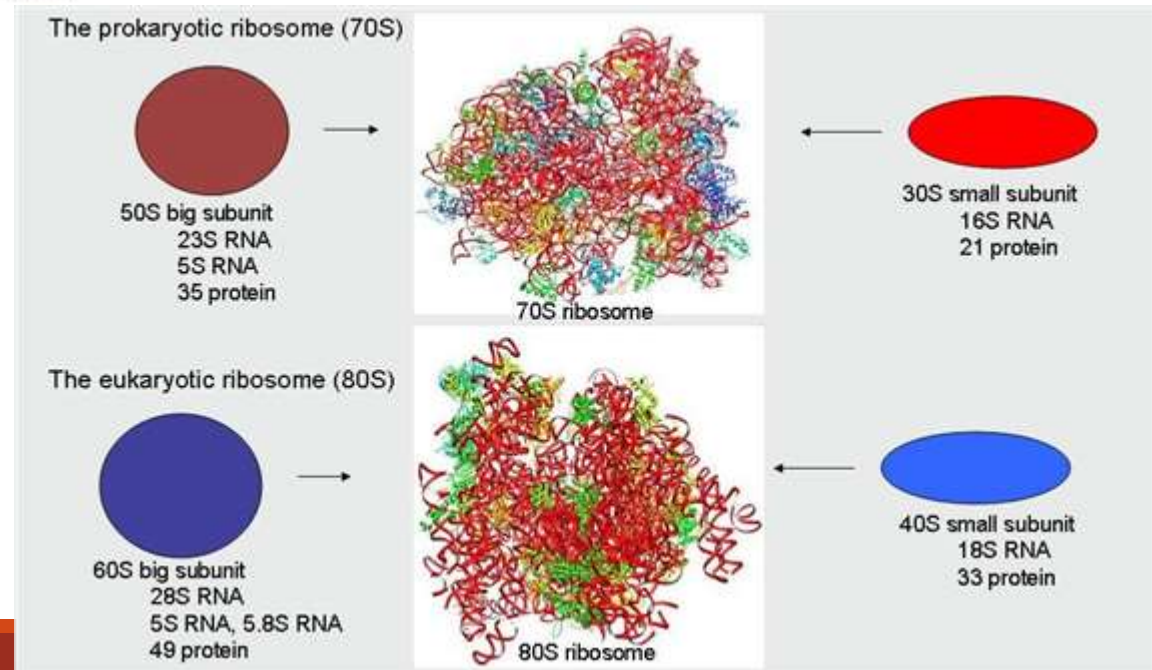 The prokaryotic ribosome (70S)
50S big subunit
23S RNA
5S RNA
35 protein
70S ribosome
30S small subunit
16S RNA
21 protein
The eukaryotic ribosome (80S)
60S big subunit
28S RNA
5S RNA, 5.8S RNA
49 protein
80S ribosome
40S small subunit
18S RNA
33 protein